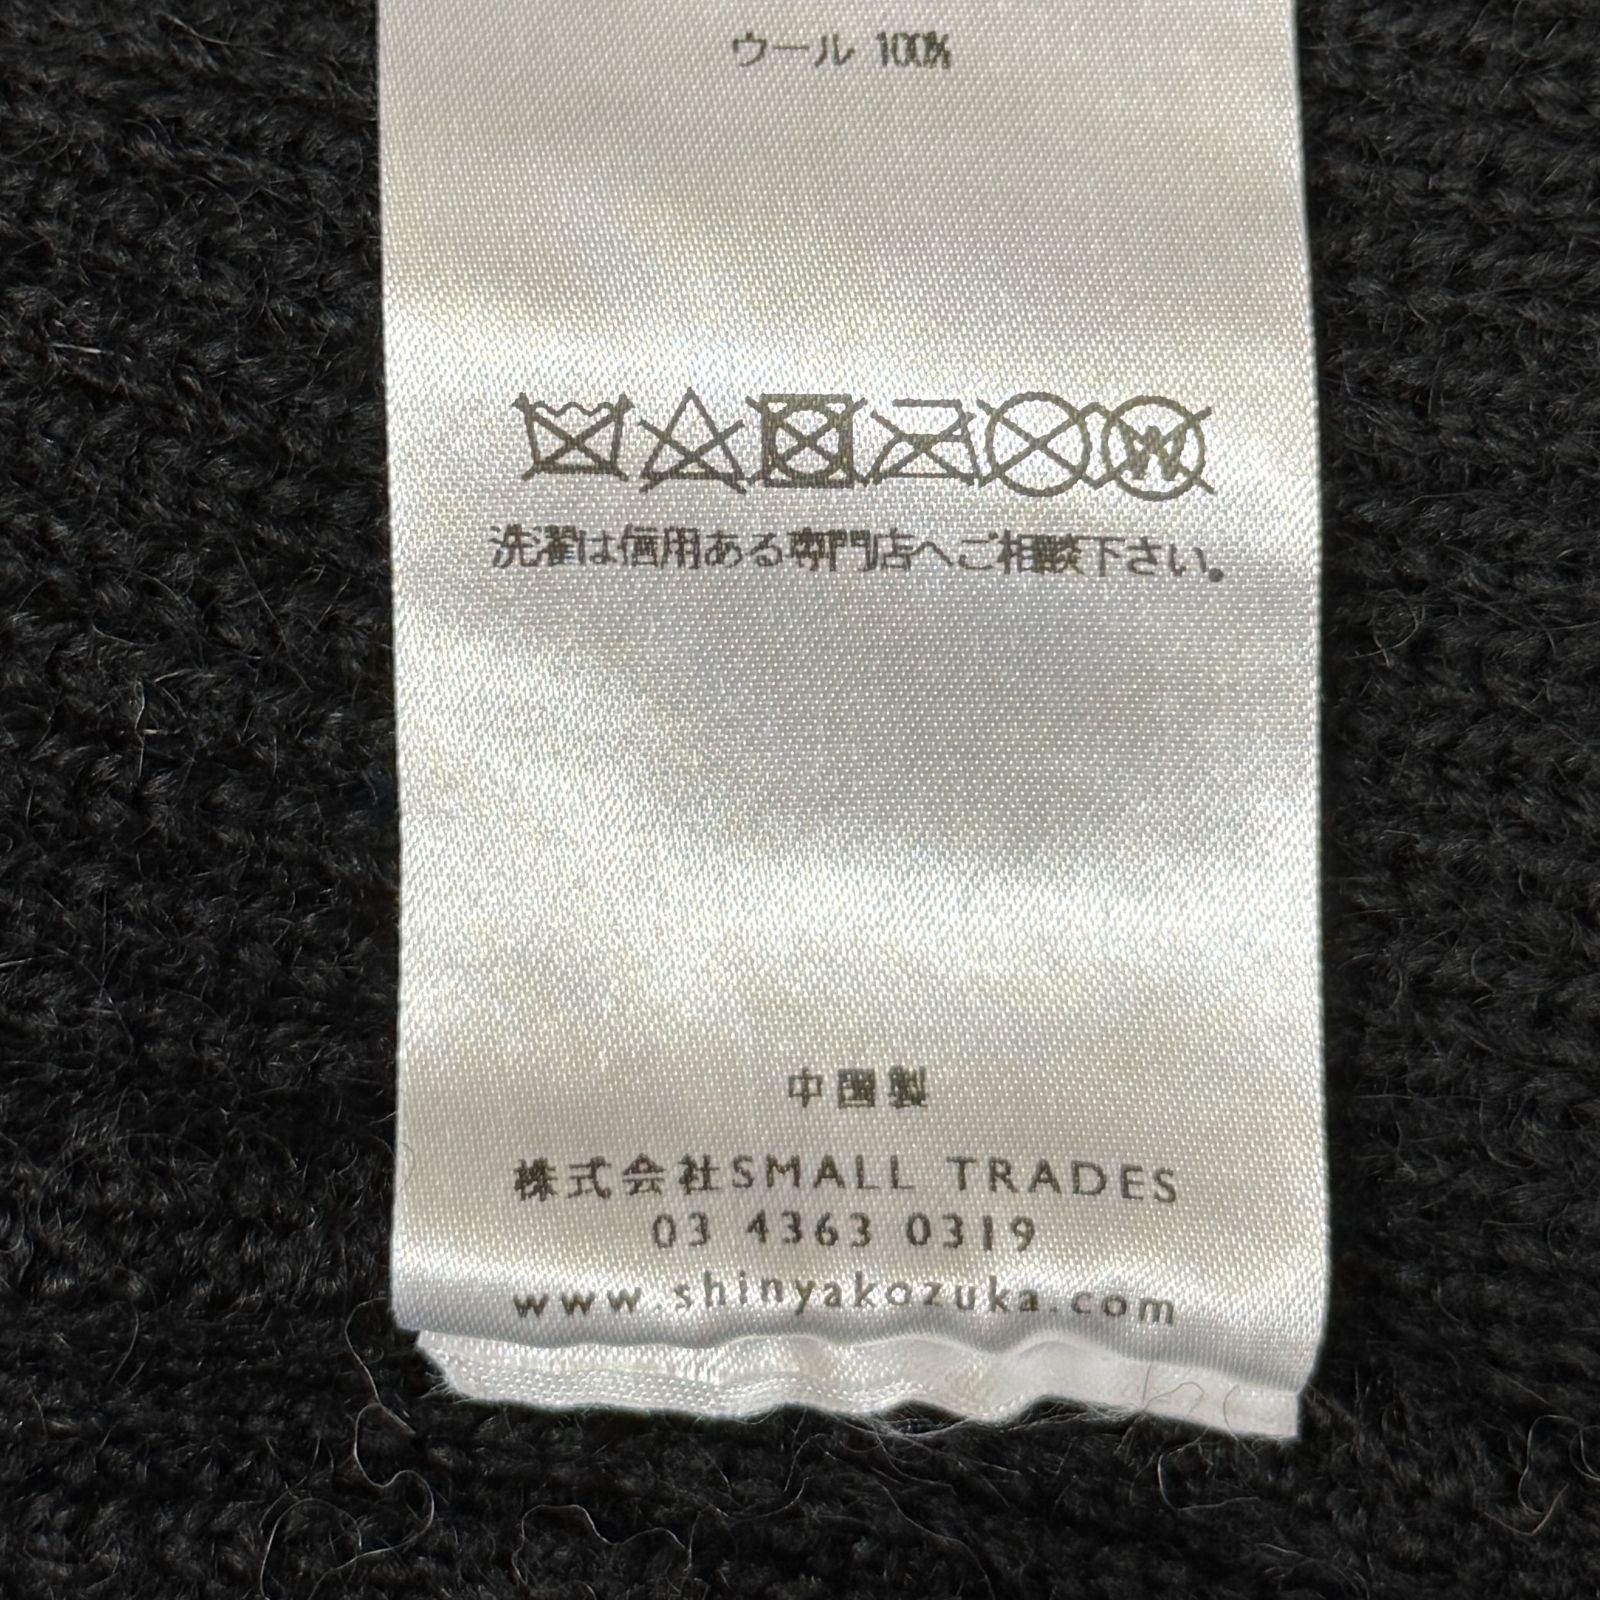 ウール 100%
W
洗濯は信用ある専門店へご相談下さい。
中国製
株式会社SMALL TRADES
03 4363 0319
www.shinyakozuka.com